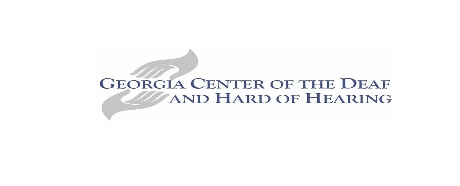 Georgia Center of the Deaf
and Hard of Hearing